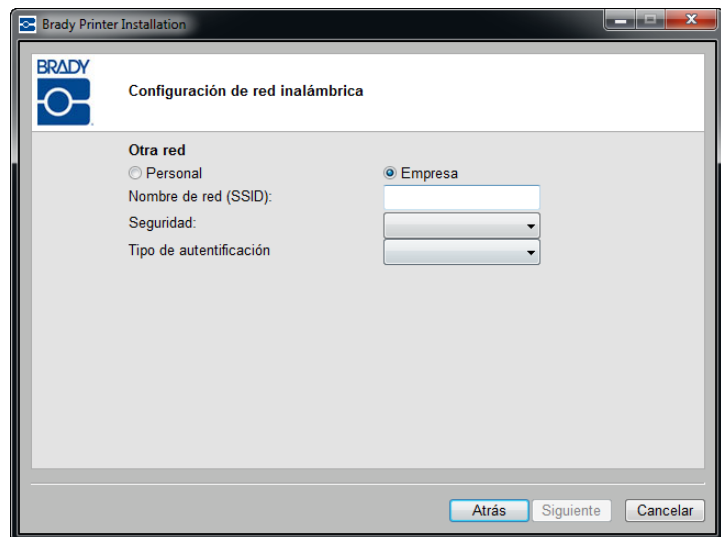 Brady Printer Installation
BRADY
Configuración de red inalámbrica
Otra red
Personal Empresa
Nombre de red (SSID):
Seguridad:
Tipo de autentificación
Atrás Siguiente Cancelar